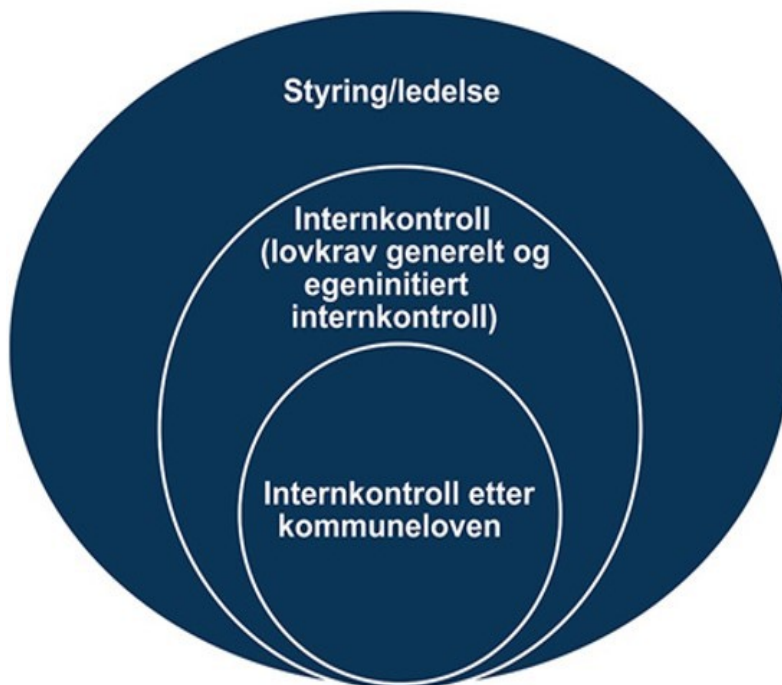 Styring/ledelse
Internkontroll
(lovkrav generelt og
egeninitiert
internkontroll)
Internkontroll etter
kommuneloven